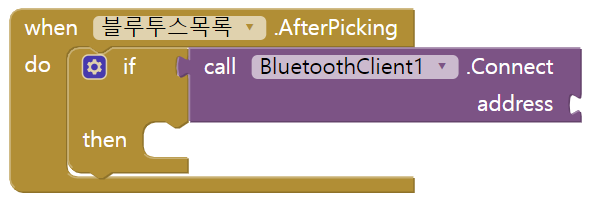 when 블루투스목록 .AfterPicking
do if call BluetoothClient1 .Connect
address
then